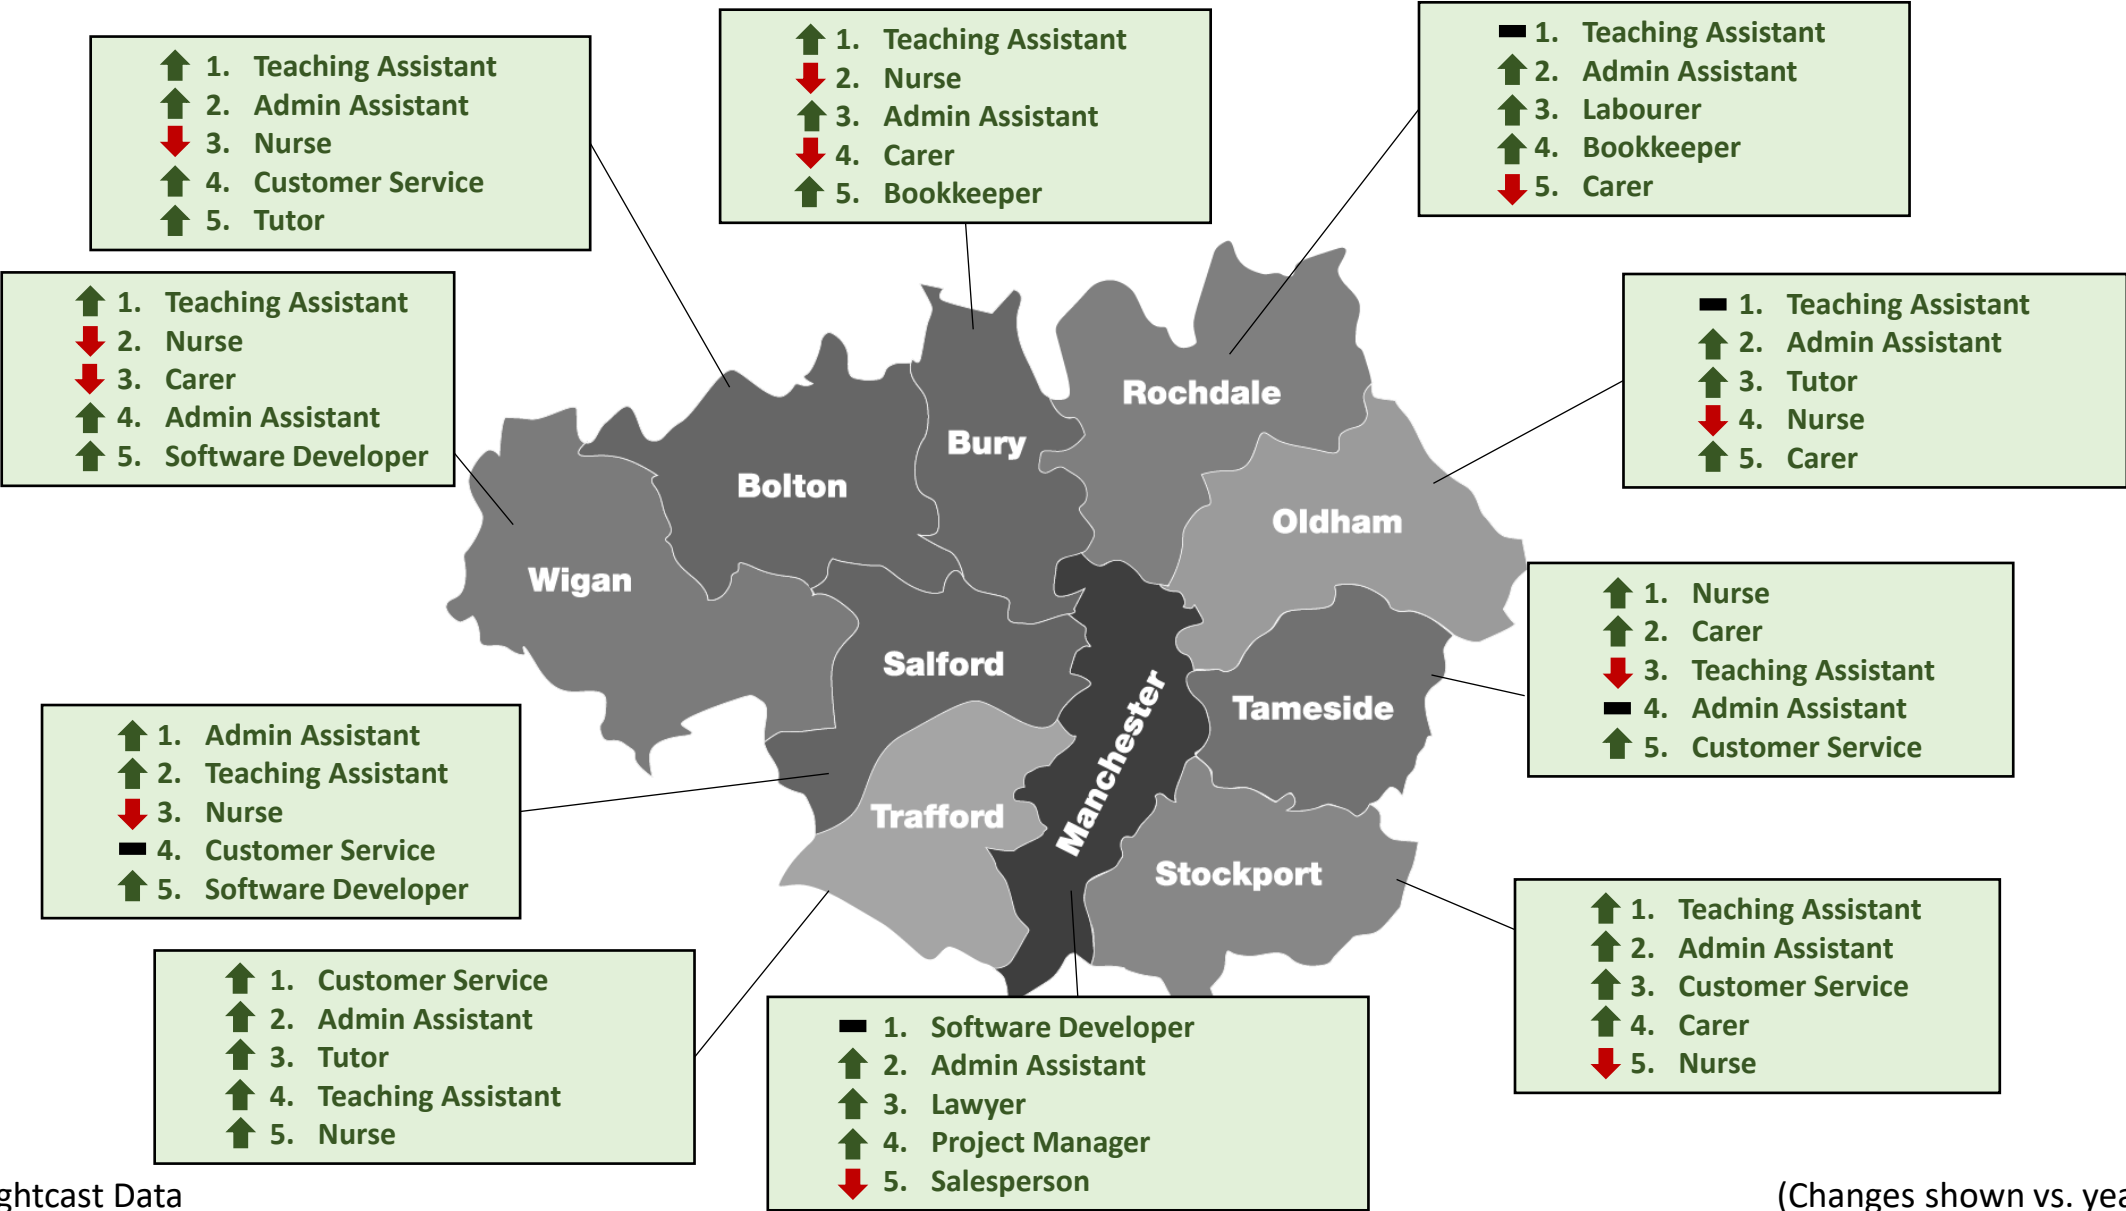 1. Teaching Assistant
2. Admin Assistant
3. Nurse
4. Customer Service
5. Tutor
1. Teaching Assistant
2. Nurse
3. Admin Assistant
4. Carer
5. Bookkeeper
1. Teaching Assistant
2. Admin Assistant
3. Labourer
4. Bookkeeper
5. Carer
1. Teaching Assistant
2. Nurse
3. Carer
4. Admin Assistant
5. Software Developer
1. Teaching Assistant
2. Admin Assistant
3. Tutor
4. Nurse
5. Carer
Rochdale
Bury
Bolton
Oldham
Wigan
Salford
Tameside
Manchester
Trafford
Stockport
1. Nurse
2. Carer
3. Teaching Assistant
4. Admin Assistant
5. Customer Service
1. Admin Assistant
2. Teaching Assistant
3. Nurse
4. Customer Service
5. Software Developer
1. Teaching Assistant
2. Admin Assistant
3. Customer Service
4. Carer
5. Nurse
1. Customer Service
2. Admin Assistant
3. Tutor
4. Teaching Assistant
5. Nurse
1. Software Developer
2. Admin Assistant
3. Lawyer
4. Project Manager
5. Salesperson
ghtcast Data
(Changes shown vs. yea